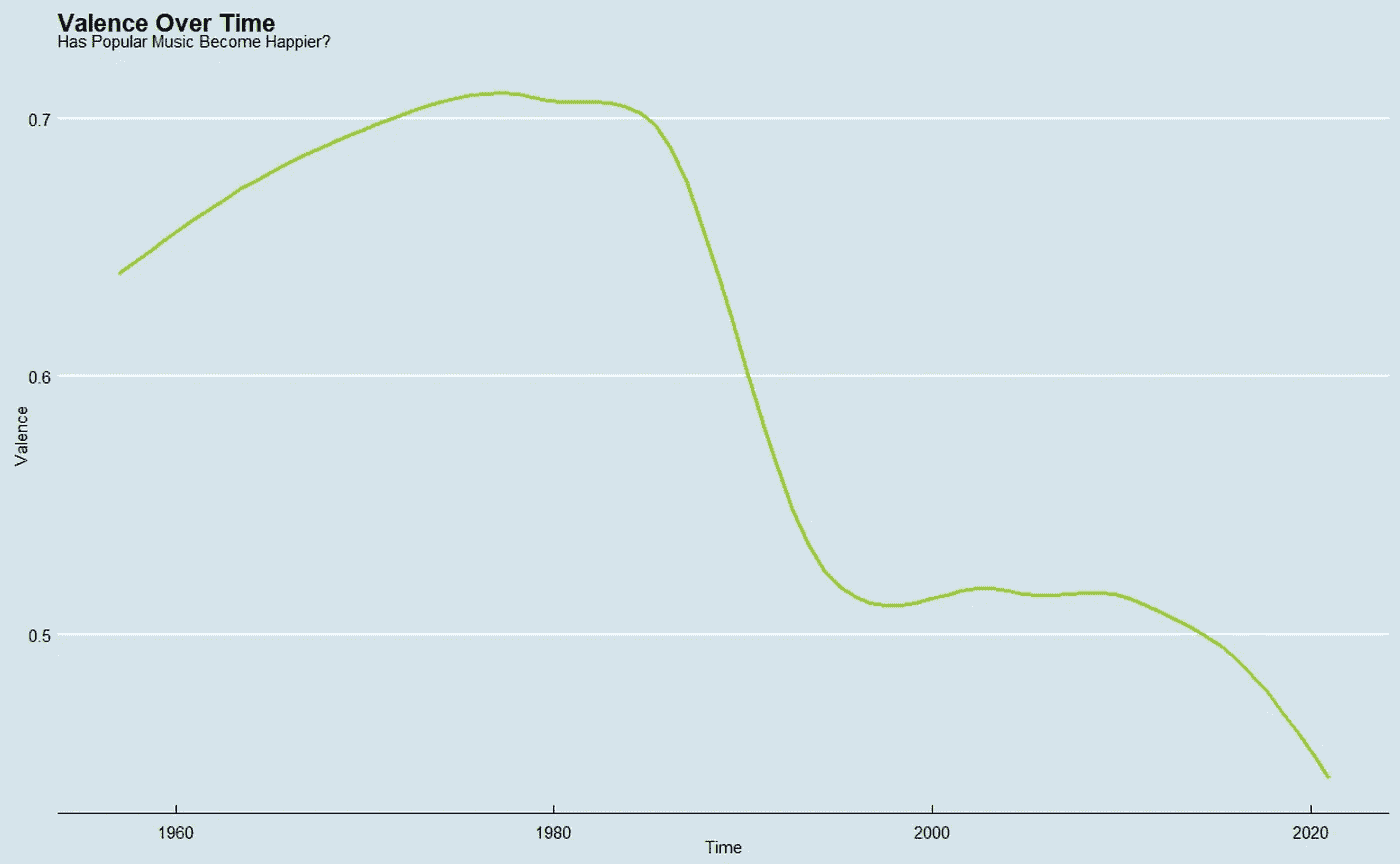 Valence Over Time
Has Popular Music Become Happier?
0.7
0.6
0.5
Valence
1960 1980 2000 2020
Time